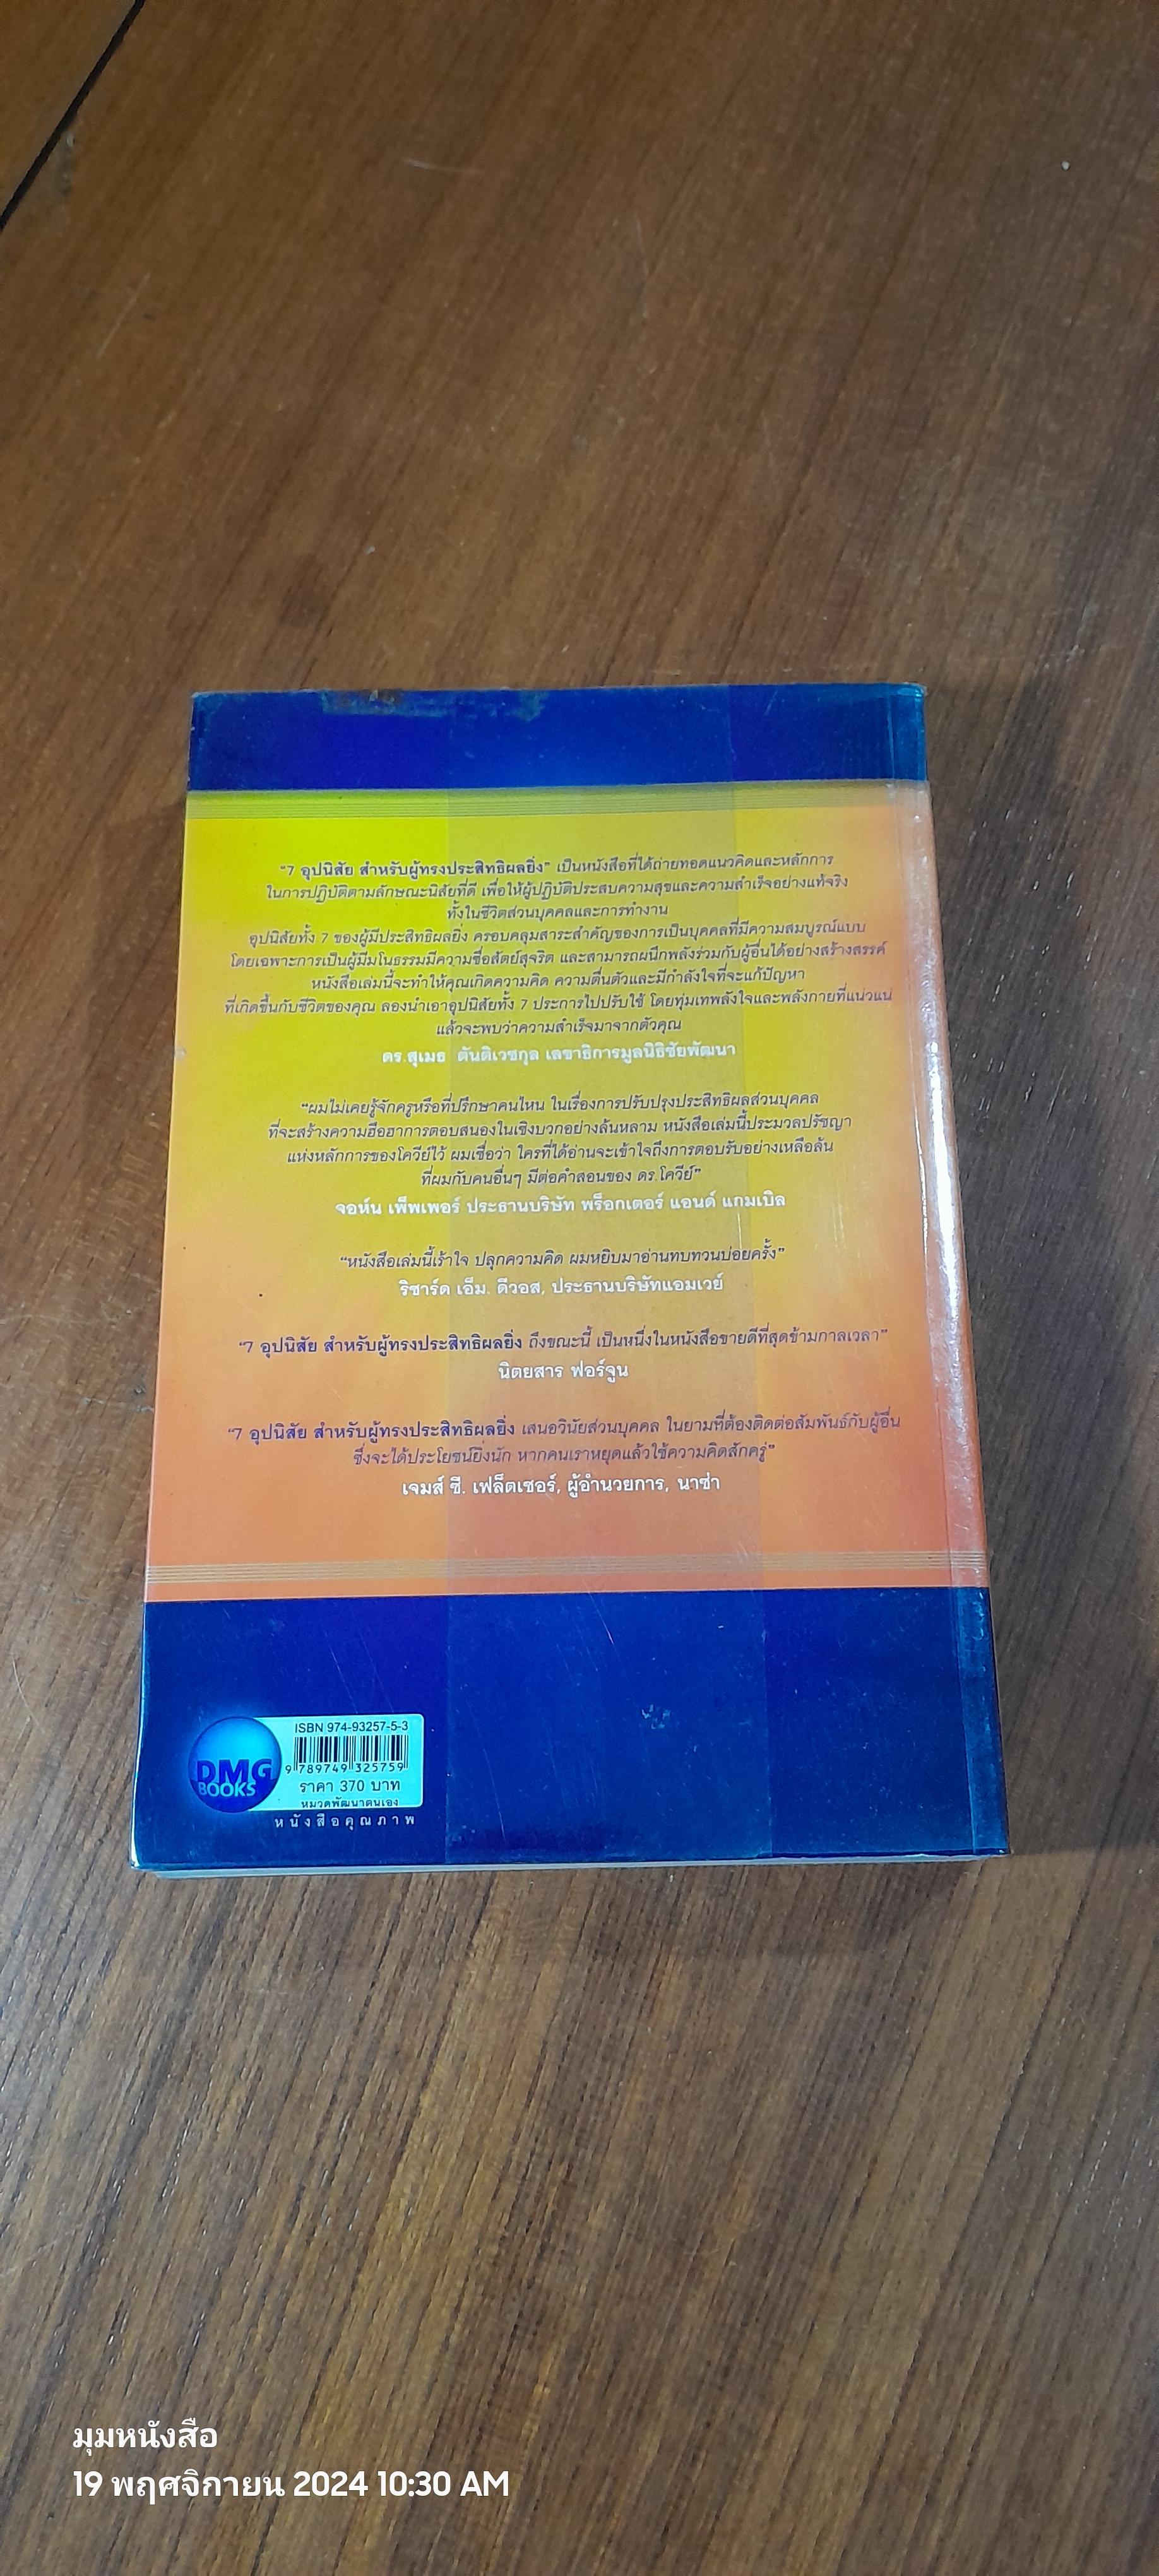 "7 อุปนิสัย สำหรับผู้ทรงประสิทธิผลยิ่ง" เป็นหนังสือที่ได้ถ่ายทอดแนวคิดและหลักการ
ในการปฏิบัติตามลักษณะนิสัยที่ดี เพื่อให้ผู้ปฏิบัติประสบความสุขและความสำเร็จอย่างแท้จริง
ทั้งในชีวิตส่วนบุคคลและการทำงาน
อุปนิสัยทั้ง 7 ของผู้มีประสิทธิผลยิ่ง ครอบคลุมสาระสำคัญของการเป็นบุคคลที่มีความสมบูรณ์แบบ
โดยเฉพาะการเป็นผู้มีมโนธรรมมีความซื่อสัตย์สุจริต และสามารถผนึกพลังร่วมกับผู้อื่นได้อย่างสร้างสรรค์
หนังสือเล่มนี้จะทำให้คุณเกิดความคิด ความตื่นตัวและมีกำลังใจที่จะแก้ปัญหา
ที่เกิดขึ้นกับชีวิตของคุณ ลองนำเอาอุปนิสัยทั้ง 7 ประการไปปรับใช้ โดยทุ่มเทพลังใจและพลังกายที่แน่วแน่
แล้วจะพบว่าความสำเร็จมาจากตัวคุณ
ดร.สุเมธ ตันติเวชกุล เลขาธิการมูลนิธิชัยพัฒนา
"ผมไม่เคยรู้จักครูหรือที่ปรึกษาคนไหน ในเรื่องการปรับปรุงประสิทธิผลส่วนบุคคล
ที่จะสร้างความฮือฮาการตอบสนองในเชิงบวกอย่างล้นหลาม หนังสือเล่มนี้ประมวลปรัชญา
แห่งหลักการของโควีย์ไว้ ผมเชื่อว่า ใครที่ได้อ่านจะเข้าใจถึงการตอบรับอย่างเหลือล้น
ที่ผมกับคนอื่นๆ มีต่อคำสอนของ ดร.โควีย์"
จอห์น เพ็พเพอร์ ประธานบริษัท พร็อกเตอร์ แอนด์ แกมเบิล
"หนังสือเล่มนี้เร้าใจ ปลุกความคิด ผมหยิบมาอ่านทบทวนบ่อยครั้ง"
ริชาร์ด เอ็ม. ดีวอส, ประธานบริษัทแอมเวย์
"7 อุปนิสัย สำหรับผู้ทรงประสิทธิผลยิ่ง ถึงขณะนี้ เป็นหนึ่งในหนังสือขายดีที่สุดข้ามกาลเวลา"
นิตยสาร ฟอร์จูน
"7 อุปนิสัย สำหรับผู้ทรงประสิทธิผลยิ่ง เสนอวินัยส่วนบุคคล ในยามที่ต้องติดต่อสัมพันธ์กับผู้อื่น
ซึ่งจะได้ประโยชน์ยิ่งนัก หากคนเราหยุดแล้วใช้ความคิดสักครู่"
เจมส์ ซี. เฟล็ตเชอร์, ผู้อำนวยการ, นาซ่า
ISBN 974-93257-5-3
9 789749 325759
DMG
BOOKS
ราคา 370 บาท
หมวดพัฒนาตนเอง
หนังสือคุณภาพ
มุมหนังสือ
19 พฤศจิกายน 2024 10:30 AM